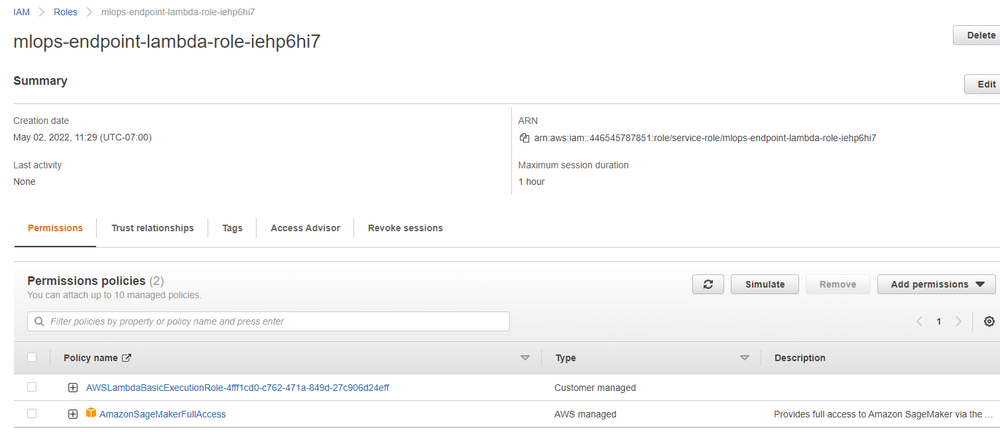 IAM > Roles > mlops-endpoint-lambda-role-iehp6hi7
mlops-endpoint-lambda-role-iehp6hi7
Delete
Summary
Edit
Creation date
May 02, 2022, 11:29 (UTC-07:00)
ARN
arn:aws:iam::446545787851:role/service-role/mlops-endpoint-lambda-role-iehp6hi7
Last activity
None
Maximum session duration
1 hour
Permissions Trust relationships Tags Access Advisor Revoke sessions
Permissions policies (2)
You can attach up to 10 managed policies.
Simulate Remove Add permissions
Filter policies by property or policy name and press enter
1
Policy name Type Description
AWSLambdaBasicExecutionRole-4fff1cd0-c762-471a-849d-27c906d24eff Customer managed
AmazonSageMakerFullAccess AWS managed Provides full access to Amazon SageMaker via the ...